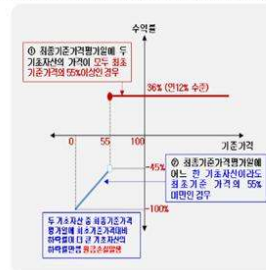 수익률
① 최종기준가격평가일에 두
기초자산의 가격이 모두 최초
기준가격의 55%이상인 경우
36% (연12% 수준)
기준가격
0 55 100
-45%
② 최종기준가격평가일에
어느 한 기초자산이라도
최초기준 가격의 55%
미만인 경우
-100%
두 기초자산 중 최종기준가격
평가일에 최초기준가격대비
하락률이 더 큰 기초자산의
하락률만큼 원금손실발생